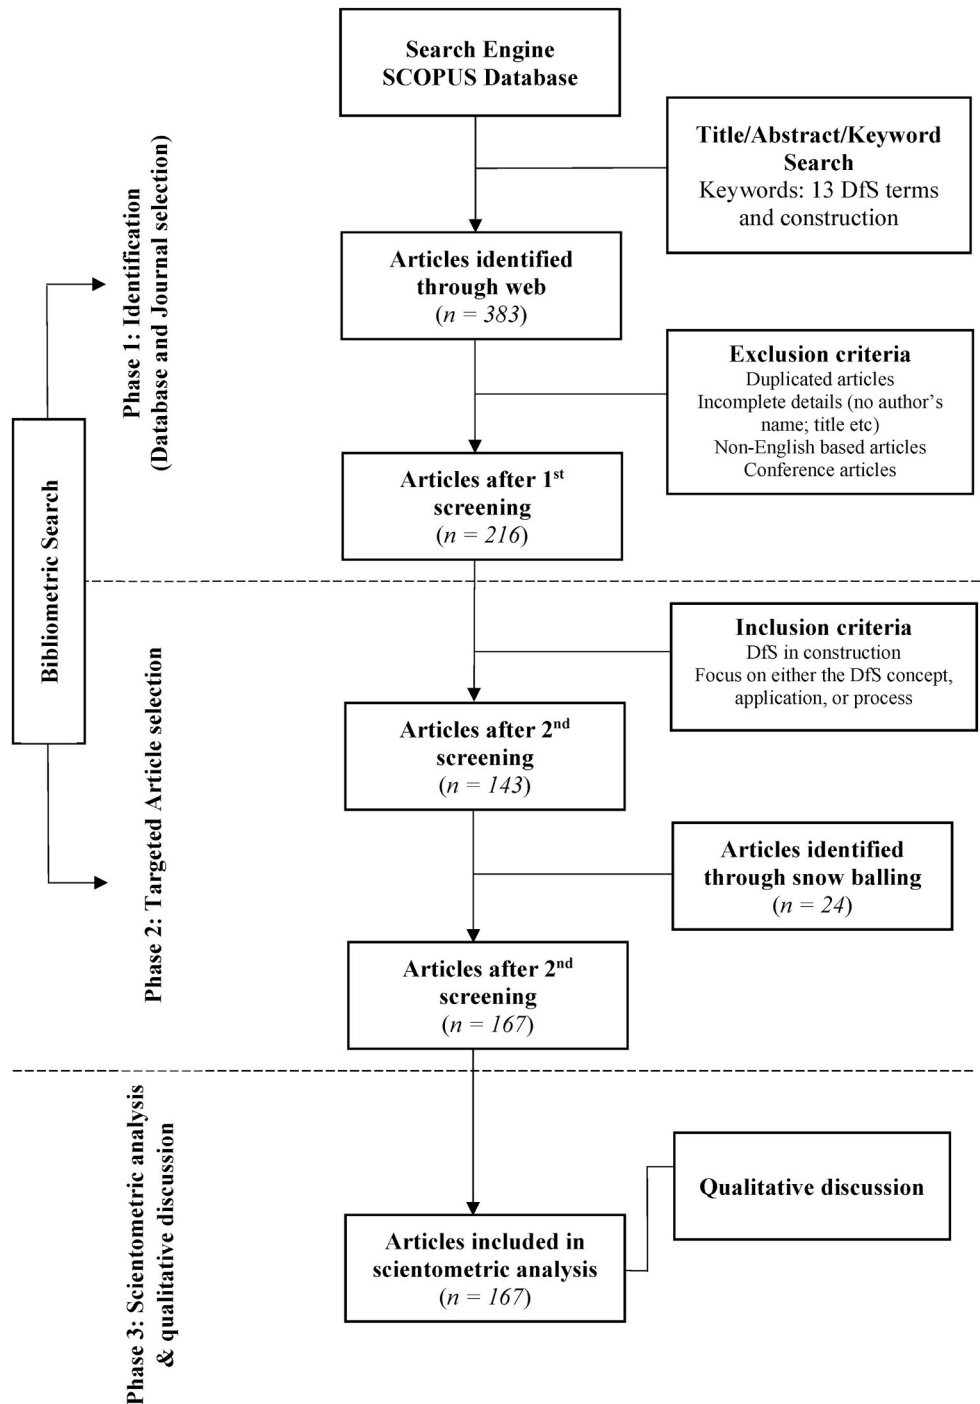 Search Engine
SCOPUS Database
Title/Abstract/Keyword
Search
Keywords: 13 DfS terms
and construction
Articles identified
through web
(n = 383)
Exclusion criteria
Duplicated articles
Incomplete details (no author's
name; title etc)
Non-English based articles
Conference articles
Articles after 1st
screening
(n = 216)
Phase 1: Identification
(Database and Journal selection)
Bibliometric Search
Inclusion criteria
DfS in construction
Focus on either the DfS concept,
application, or process
Articles after 2nd
screening
(n = 143)
Articles identified
through snow balling
(n = 24)
Articles after 2nd
screening
(n = 167)
Phase 2: Targeted Article selection
Qualitative discussion
Articles included in
scientometric analysis
(n = 167)
Phase 3: Scientometric analysis
& qualitative discussion